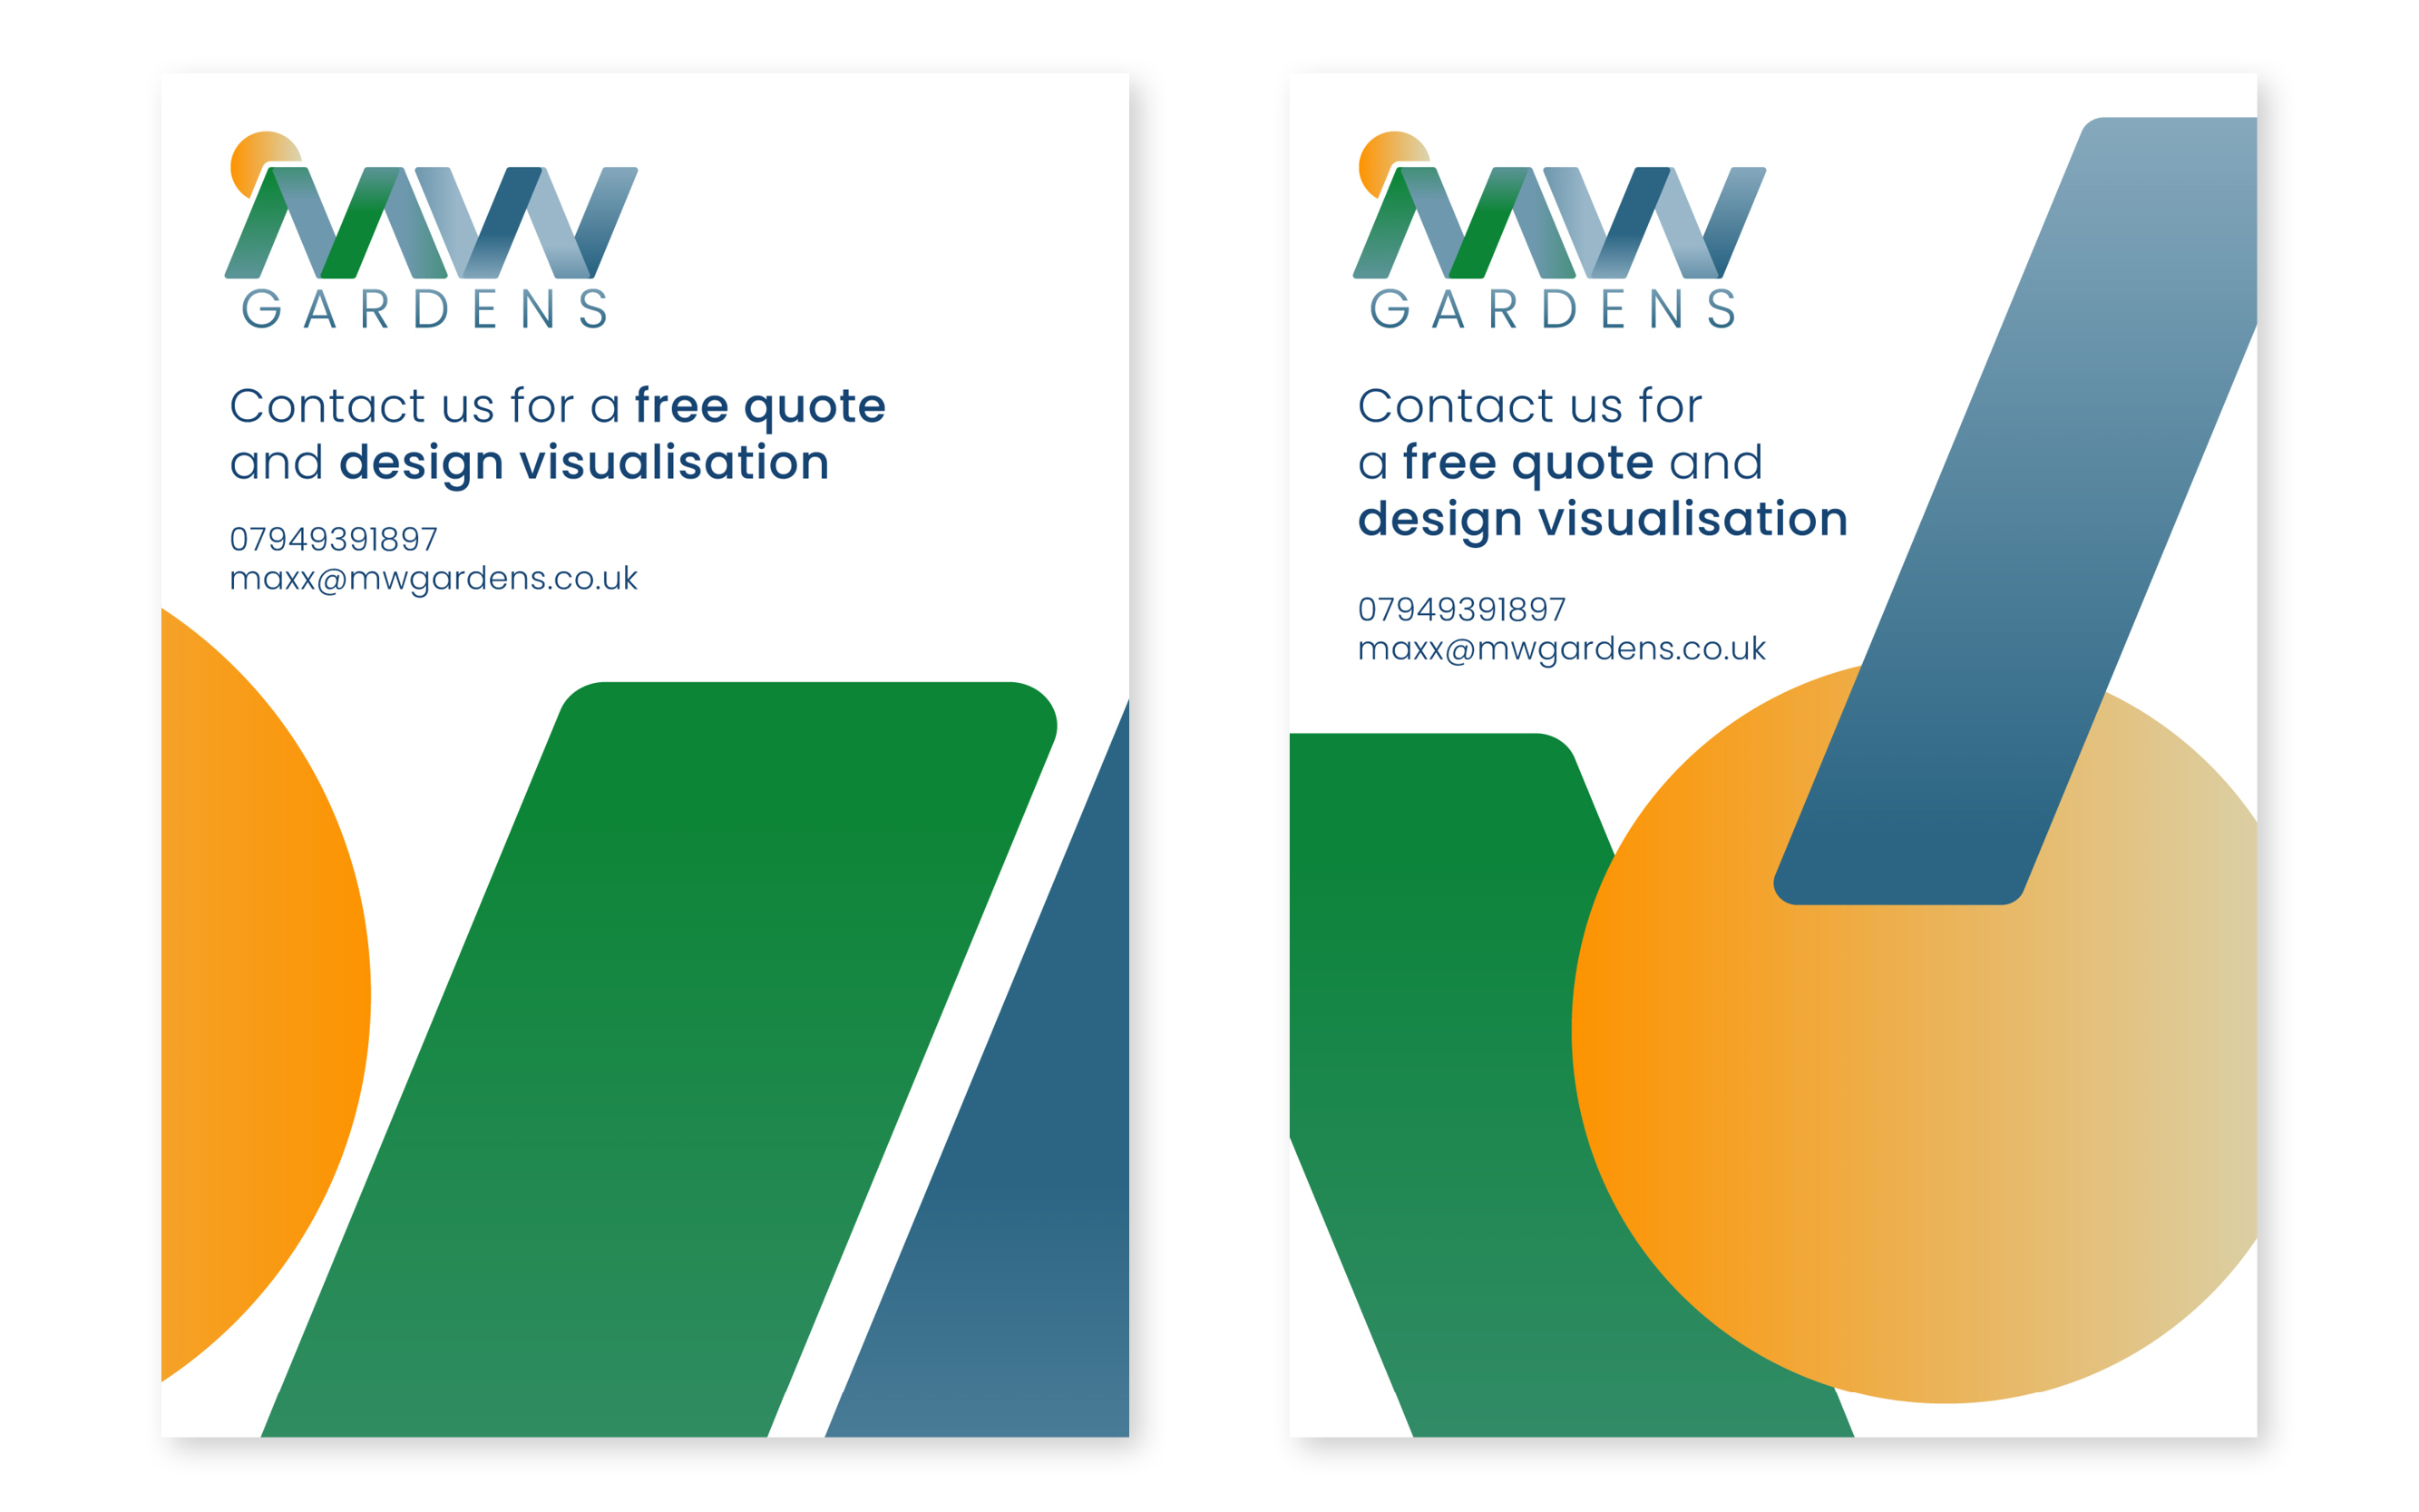 MW
GARDENS
Contact us for a free quote
and design visualisation
07949391897
maxx@mwgardens.co.uk
MW
GARDENS
Contact us for
a free quote and
design visualisation
07949391897
maxx@mwgardens.co.uk